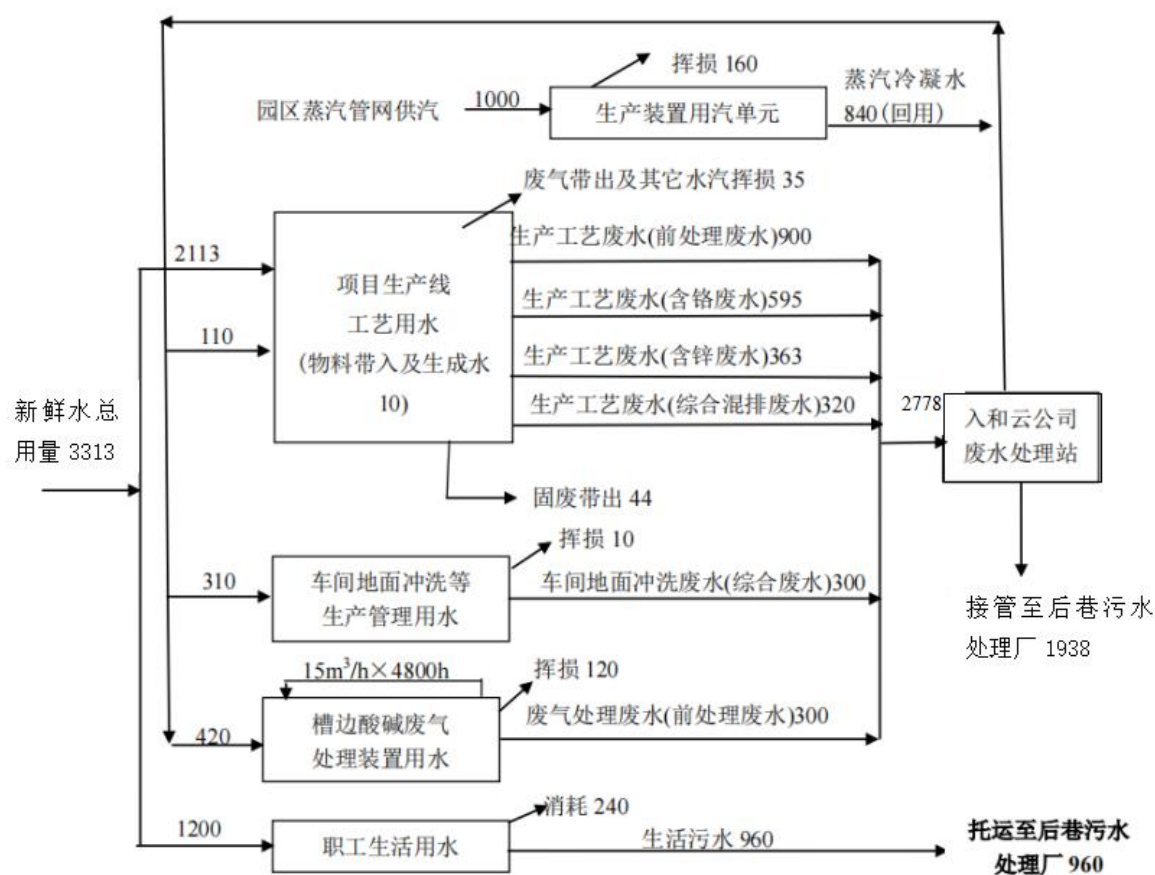 挥损 160
蒸汽冷凝水
园区蒸汽管网供汽
1000
生产装置用汽单元
840(回用)
废气带出及其它水汽挥损 35
2113
生产工艺废水(前处理废水)900
项目生产线
工艺用水
(物料带入及生成水
10)
生产工艺废水(含铬废水)595
110
生产工艺废水(含锌废水)363
新鲜水总
用量 3313
生产工艺废水(综合混排废水)320
2778
入和云公司
废水处理站
固废带出 44
挥损 10
310
车间地面冲洗等
生产管理用水
车间地面冲洗废水(综合废水)300
接管至后巷污水
处理厂 1938
15m³/h×4800h
挥损 120
420
槽边酸碱废气
处理装置用水
废气处理废水(前处理废水)300
消耗 240
1200
职工生活用水
生活污水 960
托运至后巷污水
处理厂 960